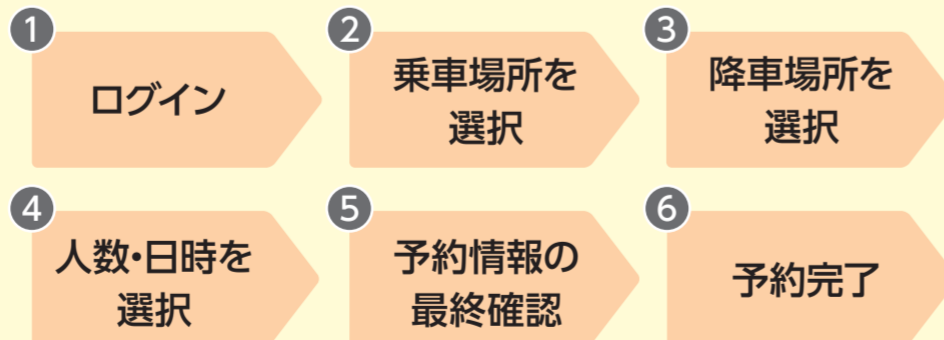 1
ログイン
2
乗車場所を
選択
3
降車場所を
選択
4
人数・日時を
選択
5
予約情報の
最終確認
6
予約完了